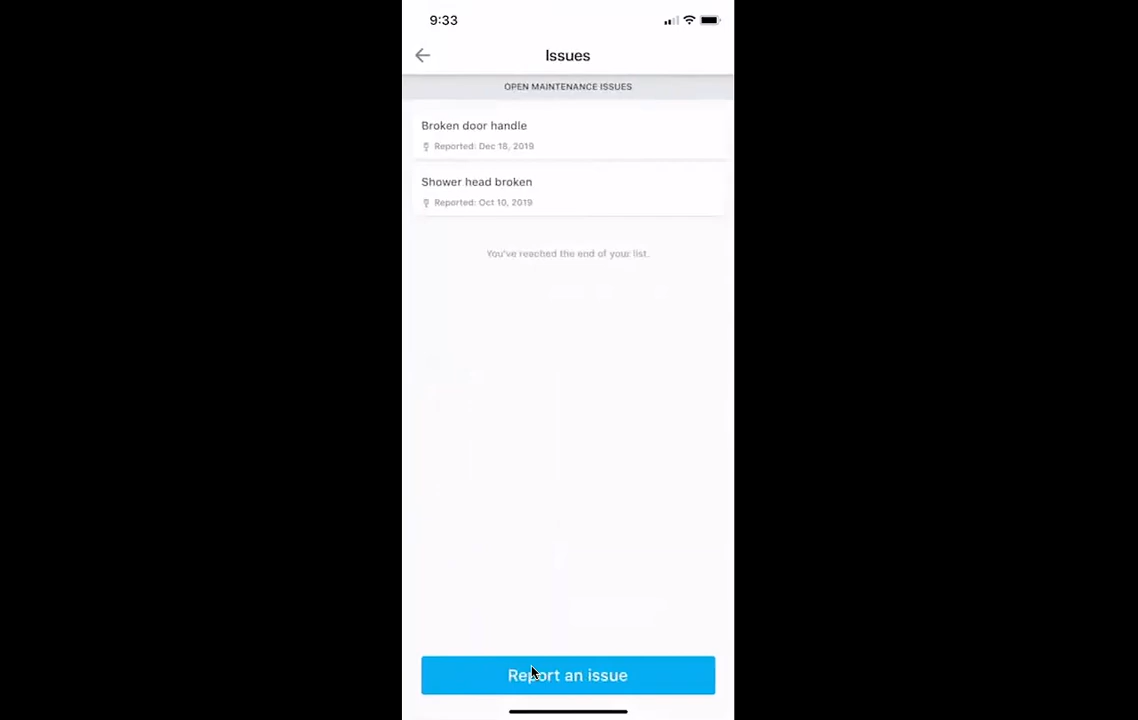 9:33
Issues
OPEN MAINTENANCE ISSUES
Broken door handle
Reported: Dec 18, 2019
Shower head broken
Reported: Oct 10, 2019
You've reached the end of your list.
Report an issue